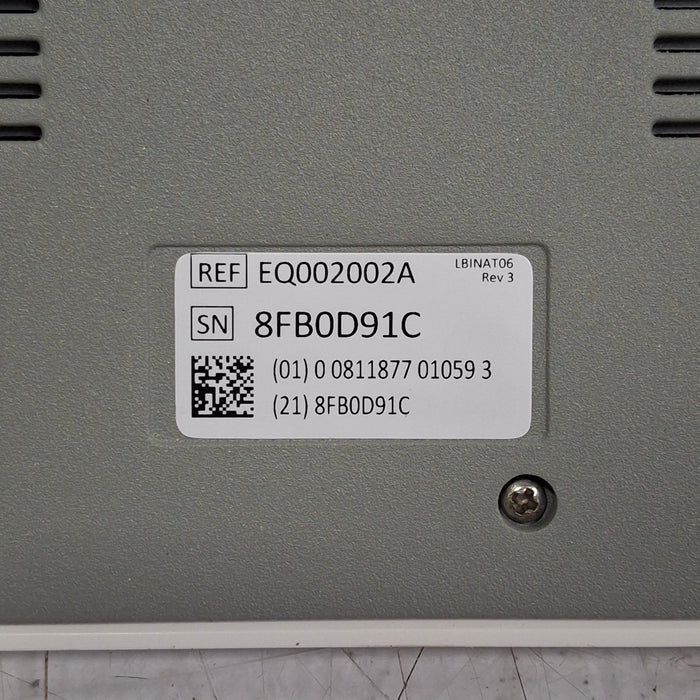 REF EQ002002A
LBINAT06
Rev 3
SN 8FB0D91C
(01) 0 0811877 01059 3
(21) 8FB0D91C